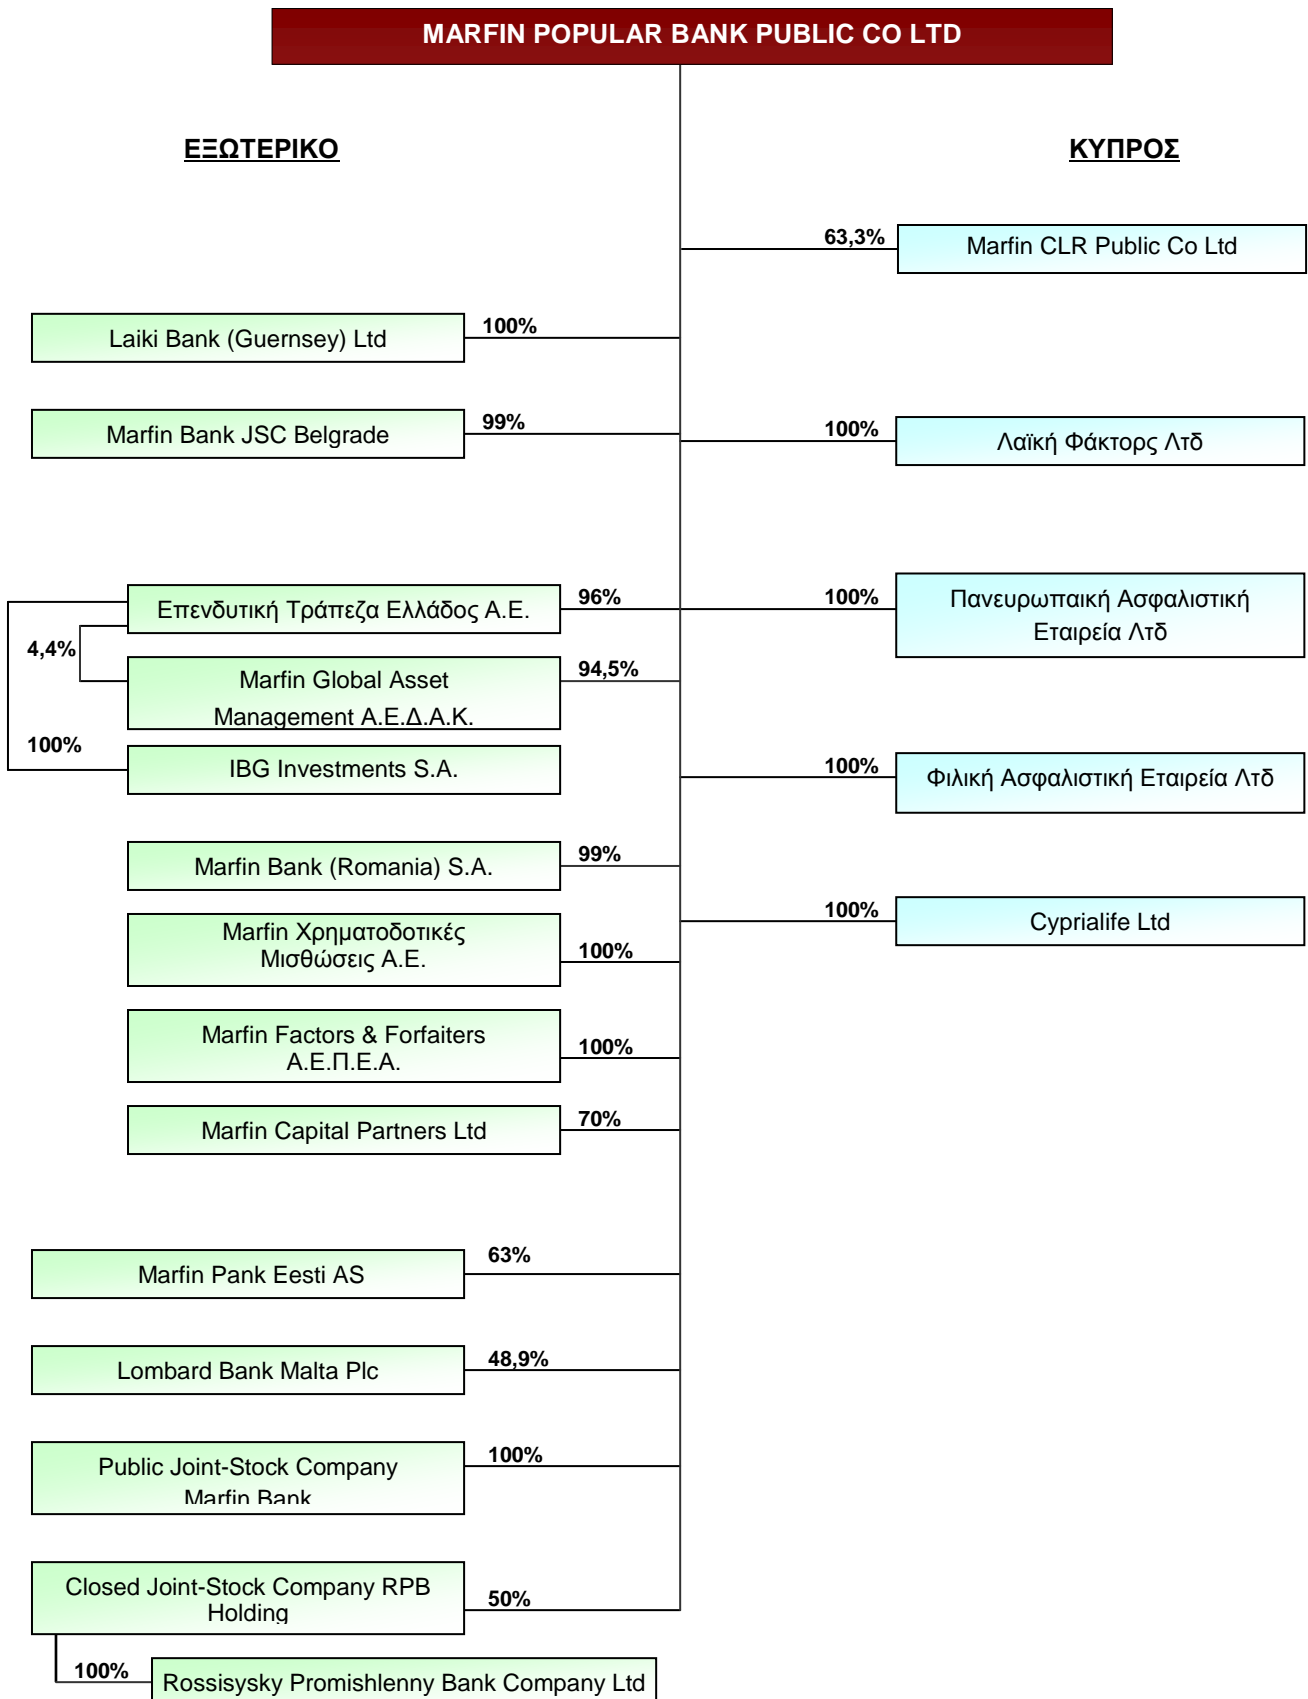 MARFIN POPULAR BANK PUBLIC CO LTD
ΕΞΩΤΕΡΙΚΟ
ΚΥΠΡΟΣ
63,3%
Marfin CLR Public Co Ltd
Laiki Bank (Guernsey) Ltd
100%
Marfin Bank JSC Belgrade
99%
100%
Λαϊκή Φάκτορς Λτδ
Επενδυτική Τράπεζα Ελλάδος Α.Ε.
96%
100%
Πανευρωπαική Ασφαλιστική
Εταιρεία Λτδ
4,4%
Marfin Global Asset
Management Α.Ε.Δ.Α.Κ.
94,5%
100%
IBG Investments S.A.
100%
Φιλική Ασφαλιστική Εταιρεία Λτδ
Marfin Bank (Romania) S.A.
99%
100%
Cyprialife Ltd
Marfin Χρηματοδοτικές
Μισθώσεις Α.Ε.
100%
Marfin Factors & Forfaiters
Α.Ε.Π.Ε.Α.
100%
Marfin Capital Partners Ltd
70%
Marfin Pank Eesti AS
63%
Lombard Bank Malta Plc
48,9%
Public Joint-Stock Company
Marfin Bank
100%
Closed Joint-Stock Company RPB
Holding
50%
100%
Rossisysky Promishlenny Bank Company Ltd